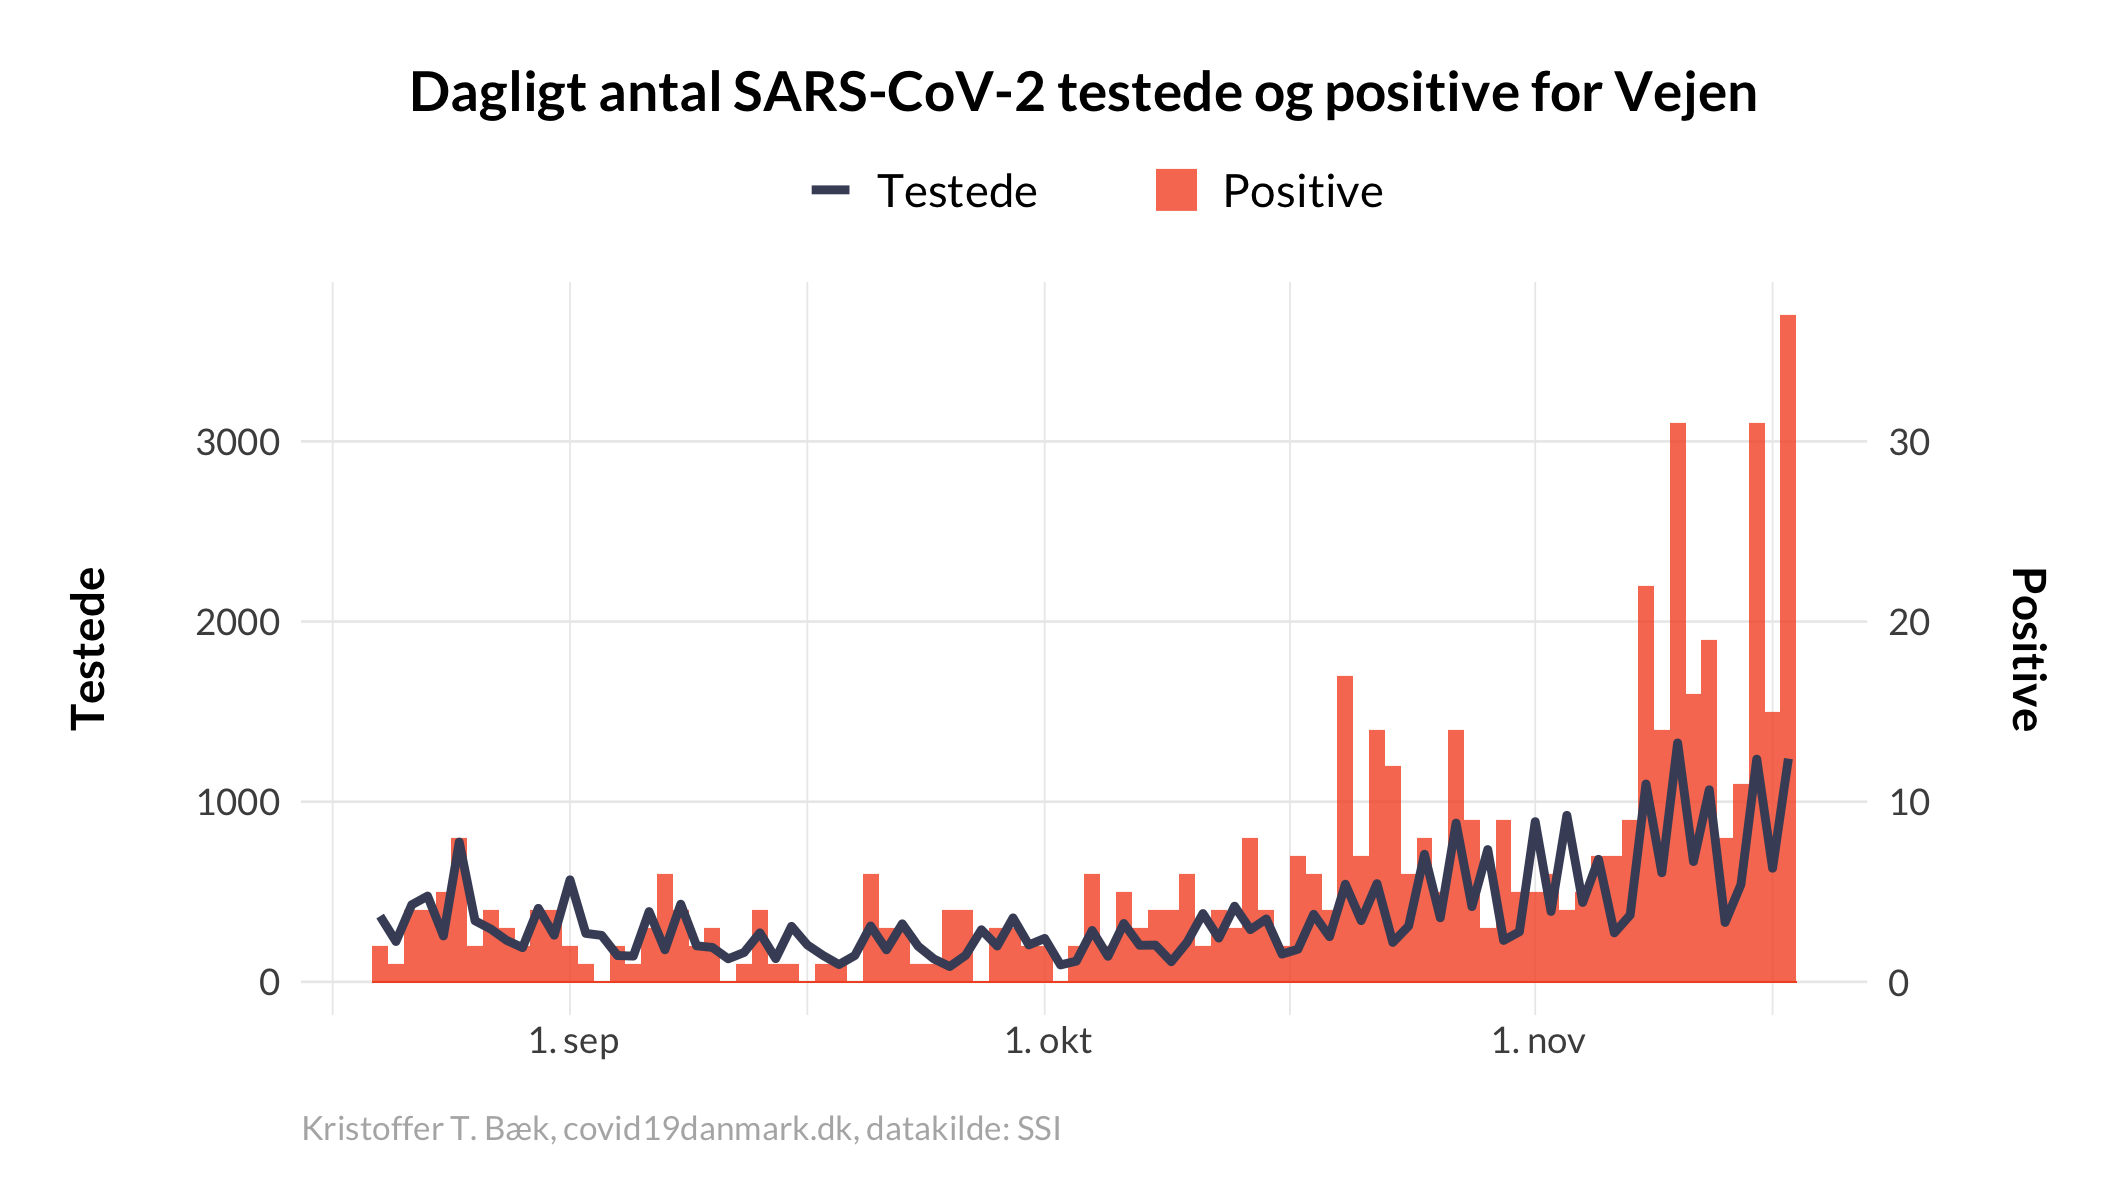 Dagligt antal SARS-CoV-2 testede og positive for Vejen
Testede Positive
3000 30
2000 20
1000 10
0 0
Testede
Positive
1. sep 1. okt 1. nov
Kristoffer T. Bæk, covid19danmark.dk, datakilde: SSI